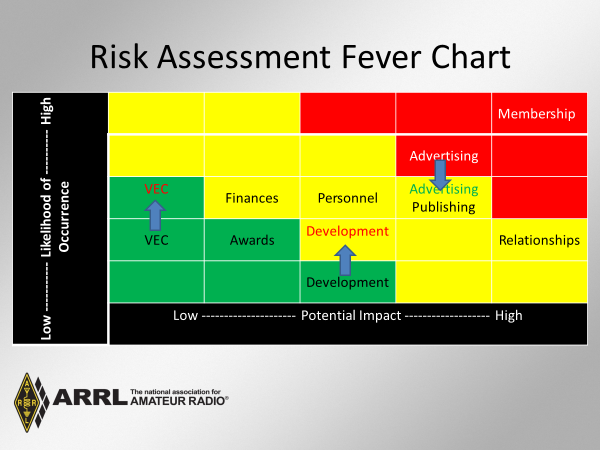 Risk Assessment Fever Chart
Low ------------ Likelihood of ----------- High
Occurrence
Membership
Advertising
VEC
Finances
Personnel
Advertising
Publishing
VEC
Awards
Development
Relationships
Development
Low --------------------- Potential Impact ------------------- High
ARRL
The national association for
AMATEUR RADIO®